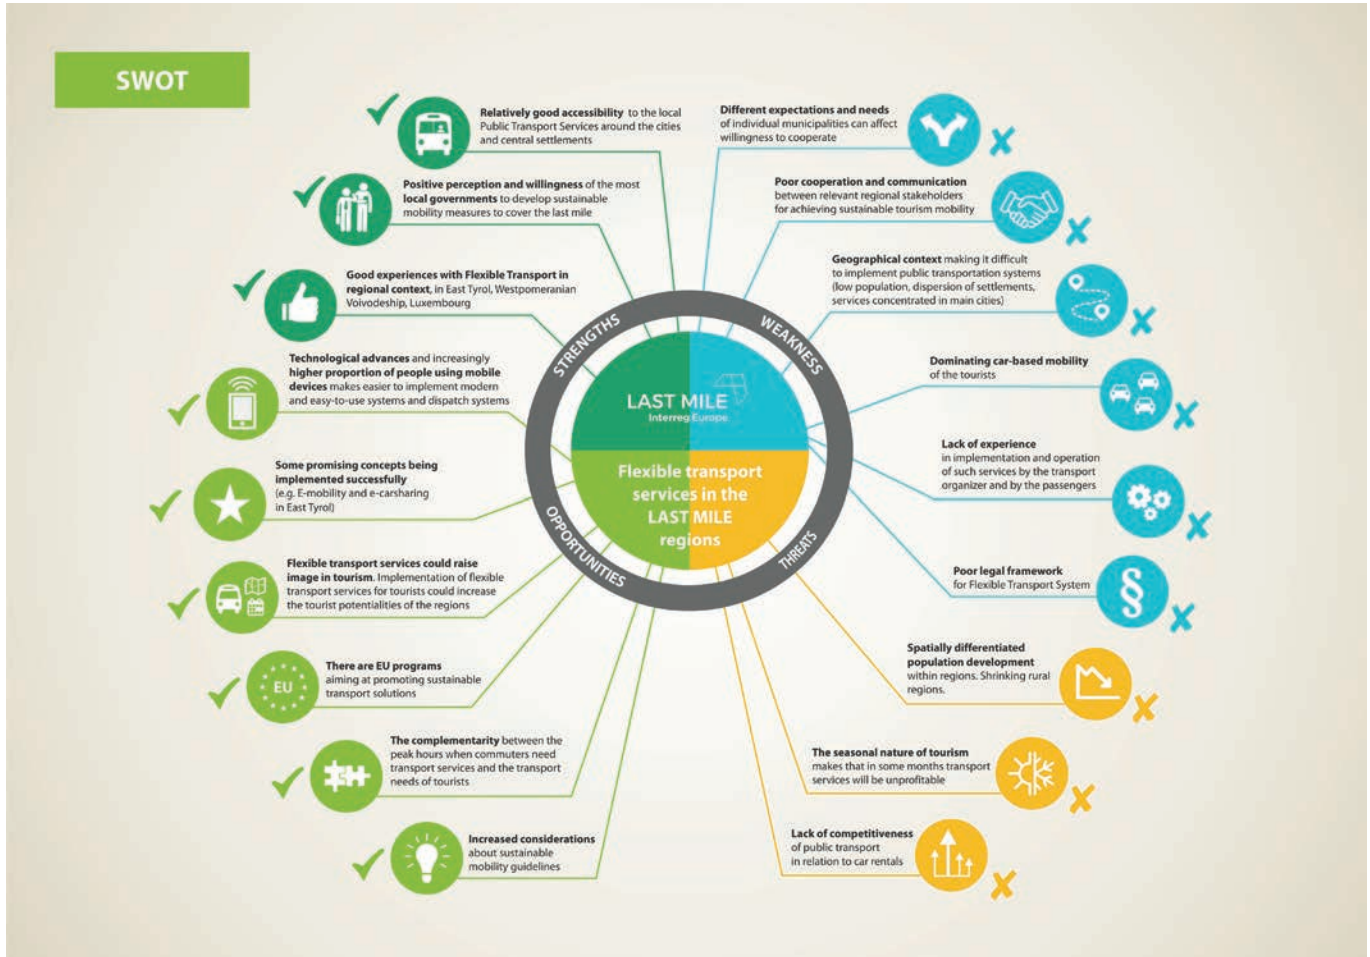 SWOT
Relatively good accessibility to the local
Public Transport Services around the cities
and central settlements
Positive perception and willingness of the most
local governments to develop sustainable
mobility measures to cover the last mile
Good experiences with Flexible Transport in
regional context, in East Tyrol, Westpomeranian
Voivodeship, Luxembourg
Technological advances and increasingly
higher proportion of people using mobile
devices makes easier to implement modern
and easy-to-use systems and dispatch systems
Some promising concepts being
implemented successfully
(e.g. E-mobility and e-carsharing
in East Tyrol)
Flexible transport services could raise
image in tourism. Implementation of flexible
transport services for tourists could increase
the tourist potentialities of the regions
EU
There are EU programs
aiming at promoting sustainable
transport solutions
The complementarity between the
peak hours when commuters need
transport services and the transport
needs of tourists
Increased considerations
about sustainable
mobility guidelines
STRENGTHS
WEAKNESS
OPPORTUNITIES
THREATS
LAST MILE
Interreg Europe
Flexible transport
services in the
LAST MILE
regions
Different expectations and needs
of individual municipalities can affect
willingness to cooperate
Poor cooperation and communication
between relevant regional stakeholders
for achieving sustainable tourism mobility
Geographical context making it difficult
to implement public transportation systems
(low population, dispersion of settlements,
services concentrated in main cities)
Dominating car-based mobility
of the tourists
Lack of experience
in implementation and operation
of such services by the transport
organizer and by the passengers
Poor legal framework
for Flexible Transport System
§
Spatially differentiated
population development
within regions. Shrinking rural
regions.
The seasonal nature of tourism
makes that in some months transport
services will be unprofitable
Lack of competitiveness
of public transport
in relation to car rentals